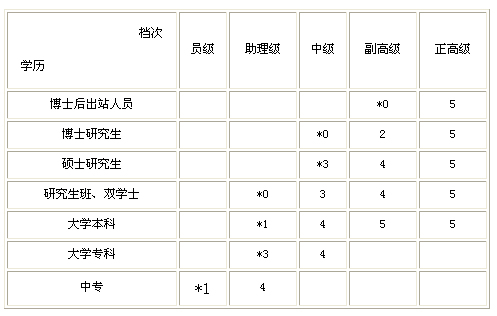 档次
学历 员级 助理级 中级 副高级 正高级
博士后出站人员 *0 5
博士研究生 *0 2 5
硕士研究生 *3 4 5
研究生班、双学士 *0 3 4 5
大学本科 *1 4 5 5
大学专科 *3 4
中专 *1 4